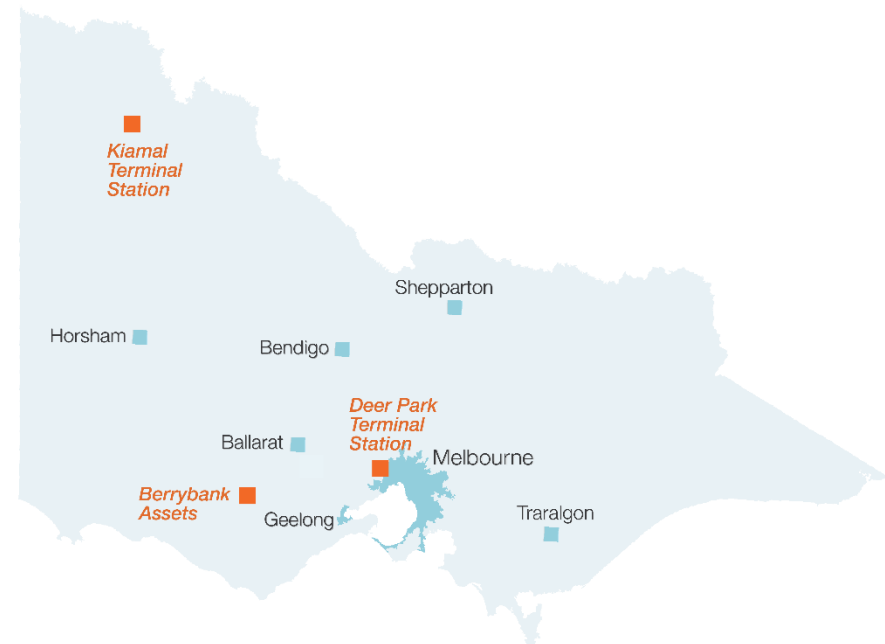 Kiamal
Terminal
Station
Shepparton
Horsham
Bendigo
Deer Park
Terminal
Station
Ballarat
Melbourne
Berrybank
Assets
Geelong
Traralgon